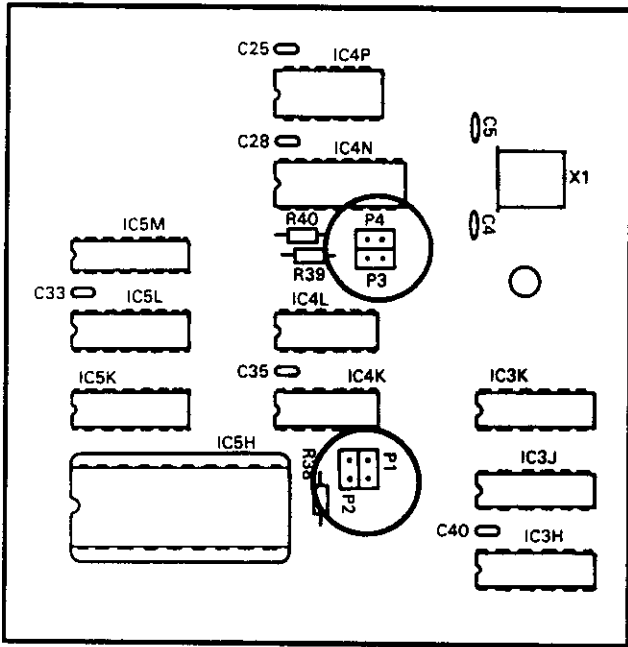 C25
IC4P
C5
C28
IC4N
X1
R40
P4
C4
IC5M
R39
P3
C33
IC5L
IC4L
IC5K
C35
IC4K
IC3K
IC5H
R38
P1
P2
IC3J
C40
IC3H